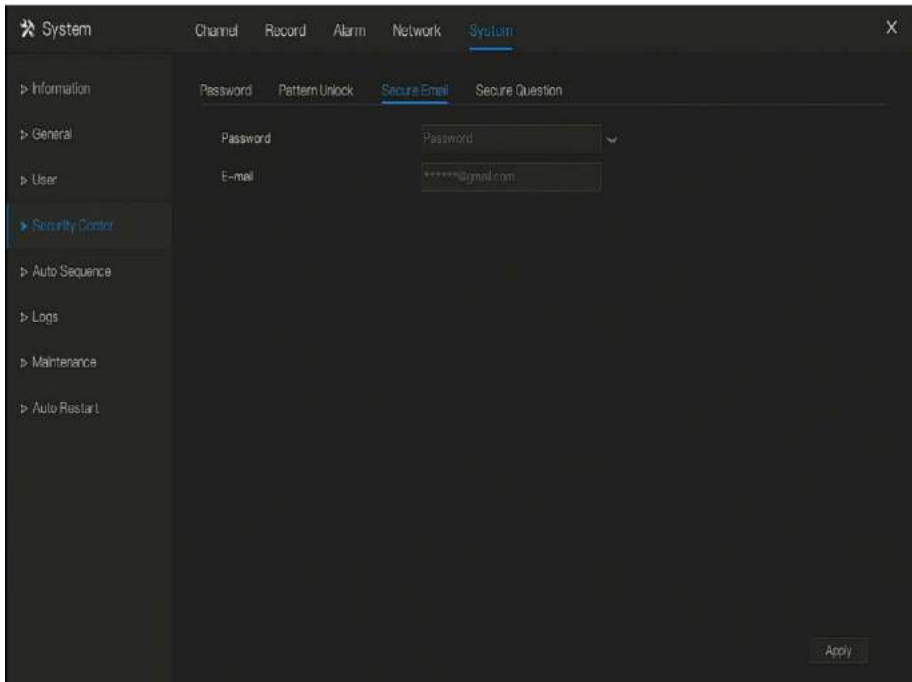 System
Channel Record Alarm Network System X
Information
General
User
Security Center
Auto Sequence
Logs
Maintenance
Auto Restart
Password Pattern Unlock Secure Email Secure Question
Password Password
E-mail ******@gmail.com
Apply